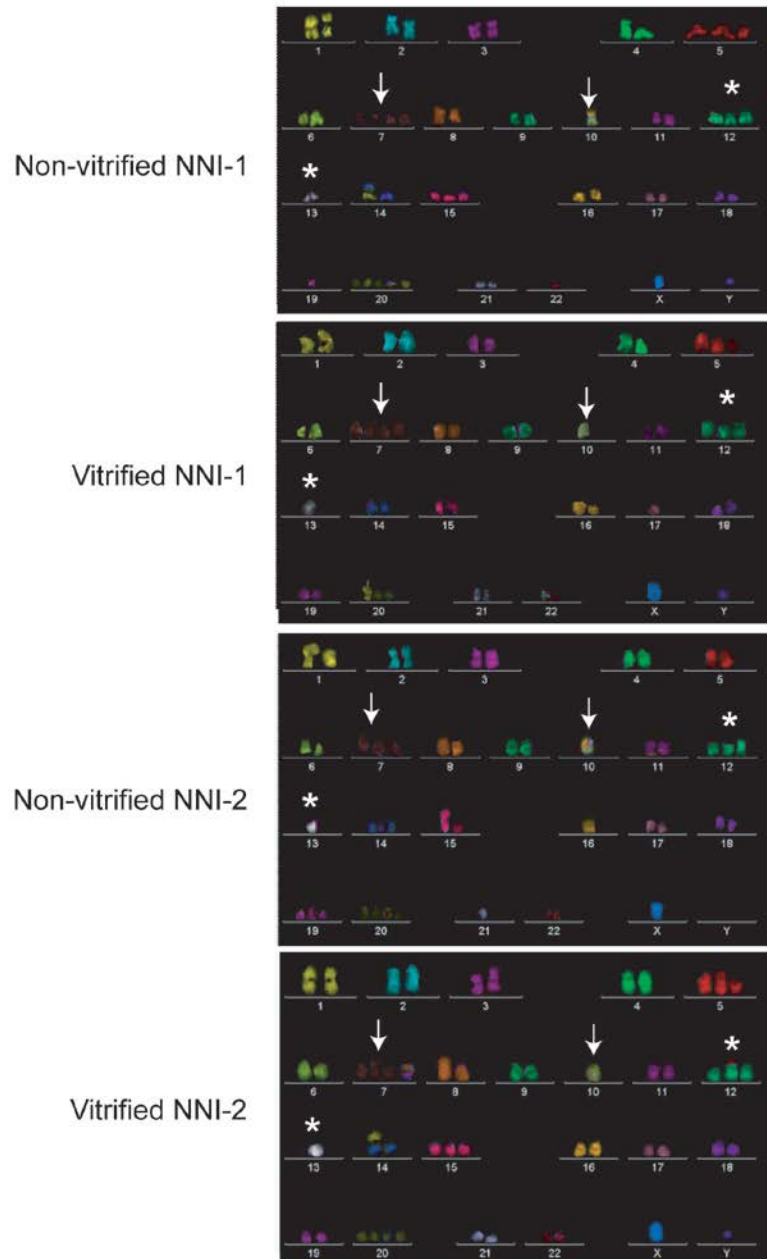 1 2 3 4 5
* 
6 7 8 9 10 11 12
Non-vitrified NNI-1
*
13 14 15 16 17 18
19 20 21 22 X Y
1 2 3 4 5
*
6 7 8 9 10 11 12
Vitrified NNI-1
*
13 14 15 16 17 18
19 20 21 22 X Y
1 2 3 4 5
*
6 7 8 9 10 11 12
Non-vitrified NNI-2
*
13 14 15 16 17 18
19 20 21 22 X Y
1 2 3 4 5
*
6 7 8 9 10 11 12
Vitrified NNI-2
*
13 14 15 16 17 18
19 20 21 22 X Y